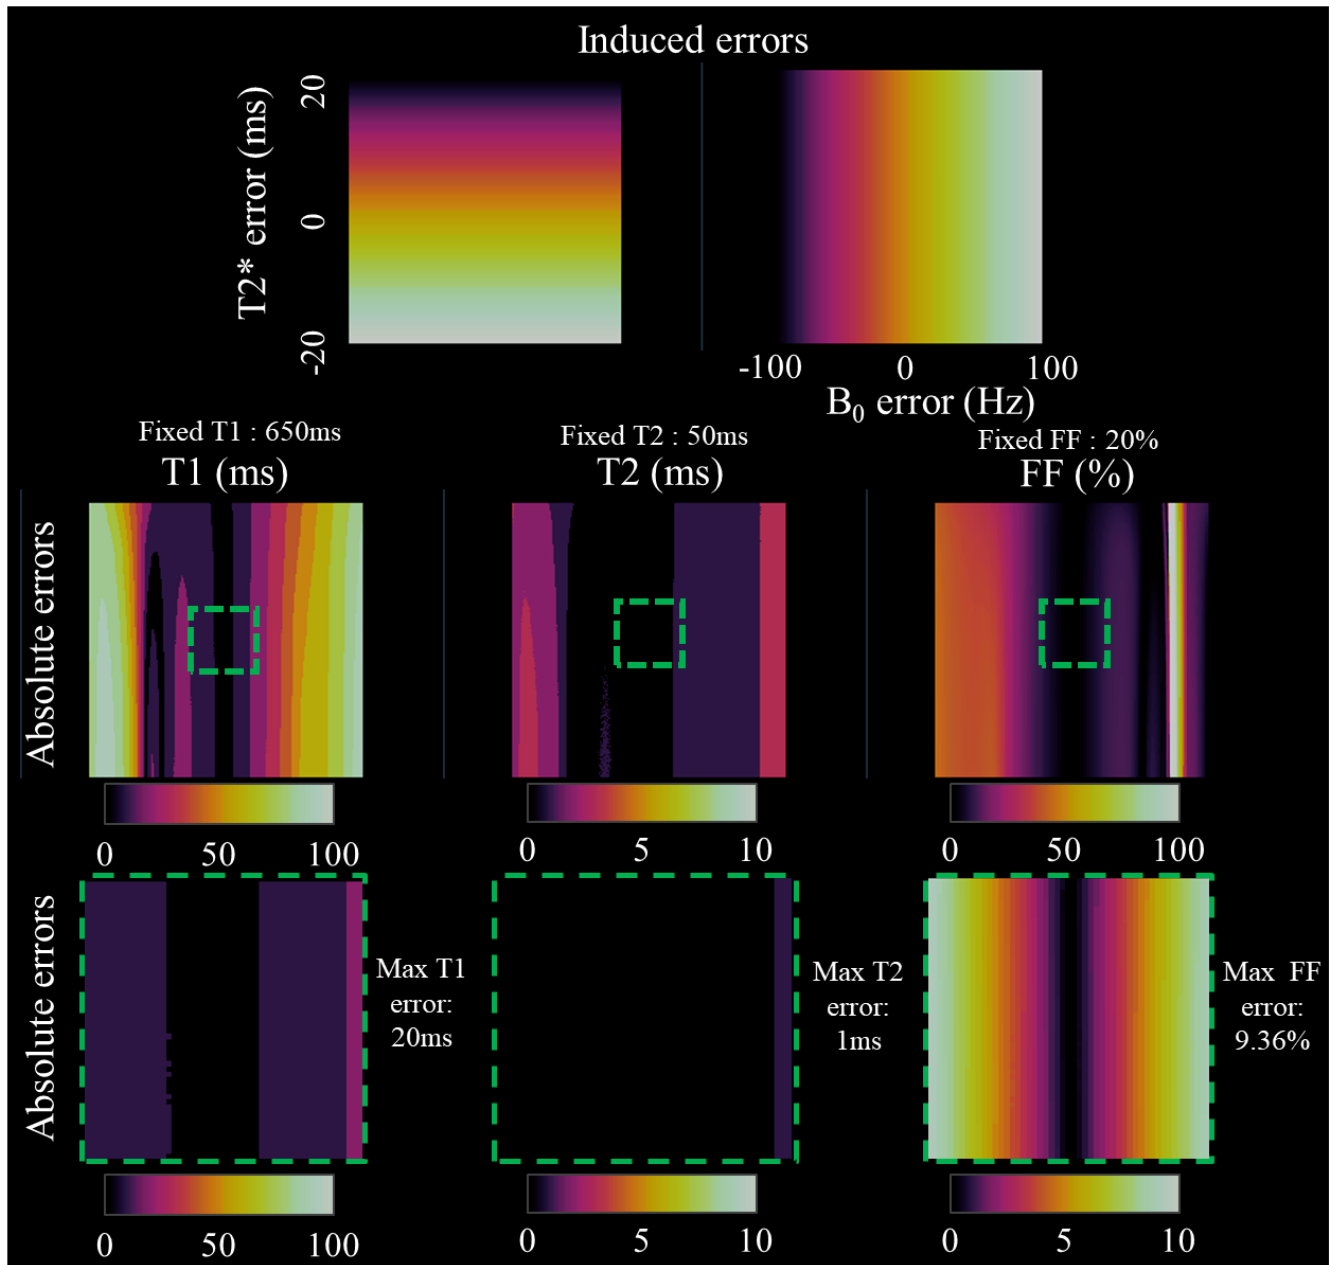 Induced errors
T2* error (ms)
20
0
-20
-100 0 100
B0 error (Hz)
Fixed T1 : 650ms
T1 (ms)
Fixed T2 : 50ms
T2 (ms)
Fixed FF : 20%
FF (%)
Absolute errors
0 50 100
0 5 10
0 50 100
Absolute errors
Max T1
error:
20ms
Max T2
error:
1ms
Max FF
error:
9.36%
0 50 100
0 5 10
0 5 10